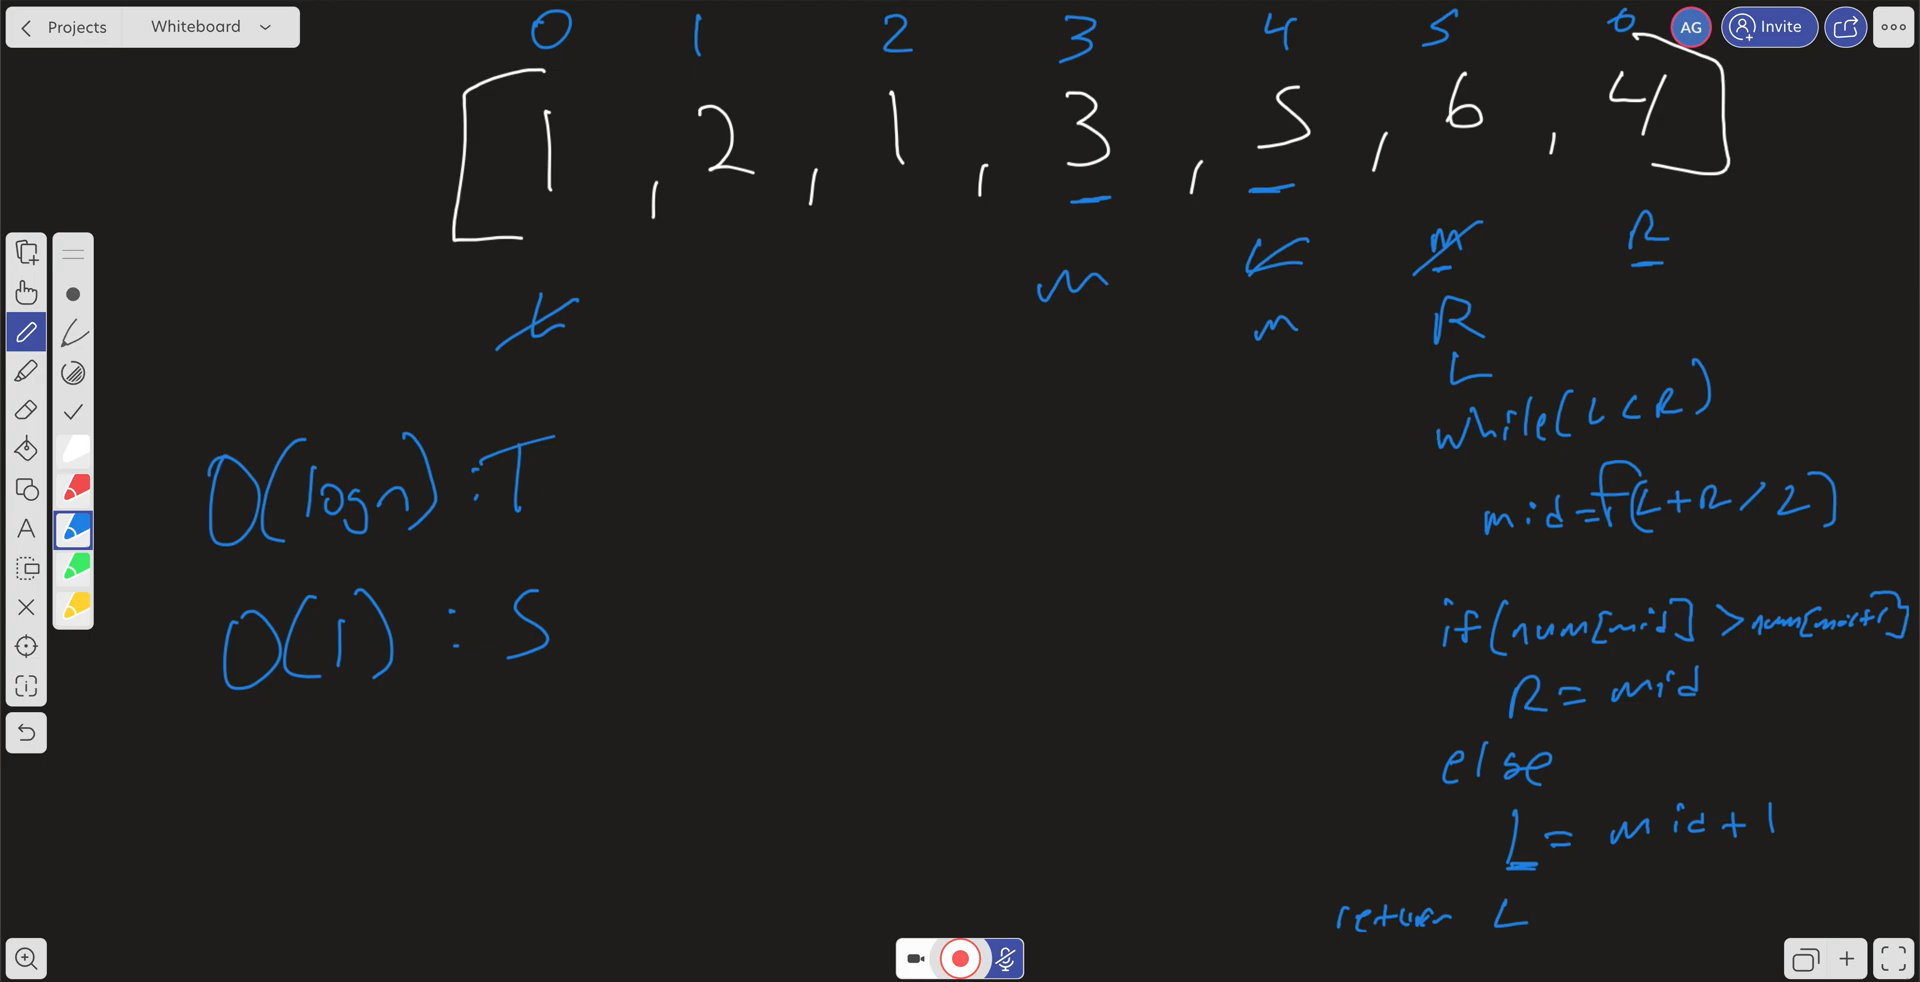 Projects Whiteboard
0 1 2 3 4 5 6
AG Invite
[1, 2, 1, 3, 5, 6, 4]
L m L m R
m R
L
while(L<R)
mid=f(L+R/2)
O(logn):T
if(num[mid]>num[mid+1])
R=mid
O(1):S
else
L=mid+1
return L
A